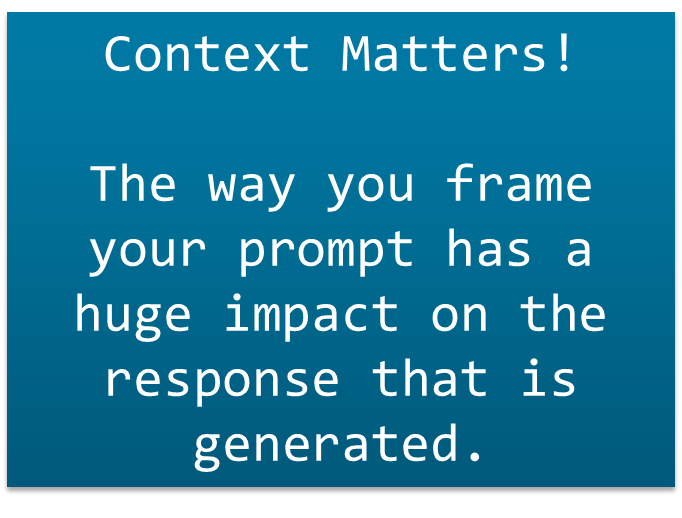 Context Matters!
The way you frame
your prompt has a
huge impact on the
response that is
generated.